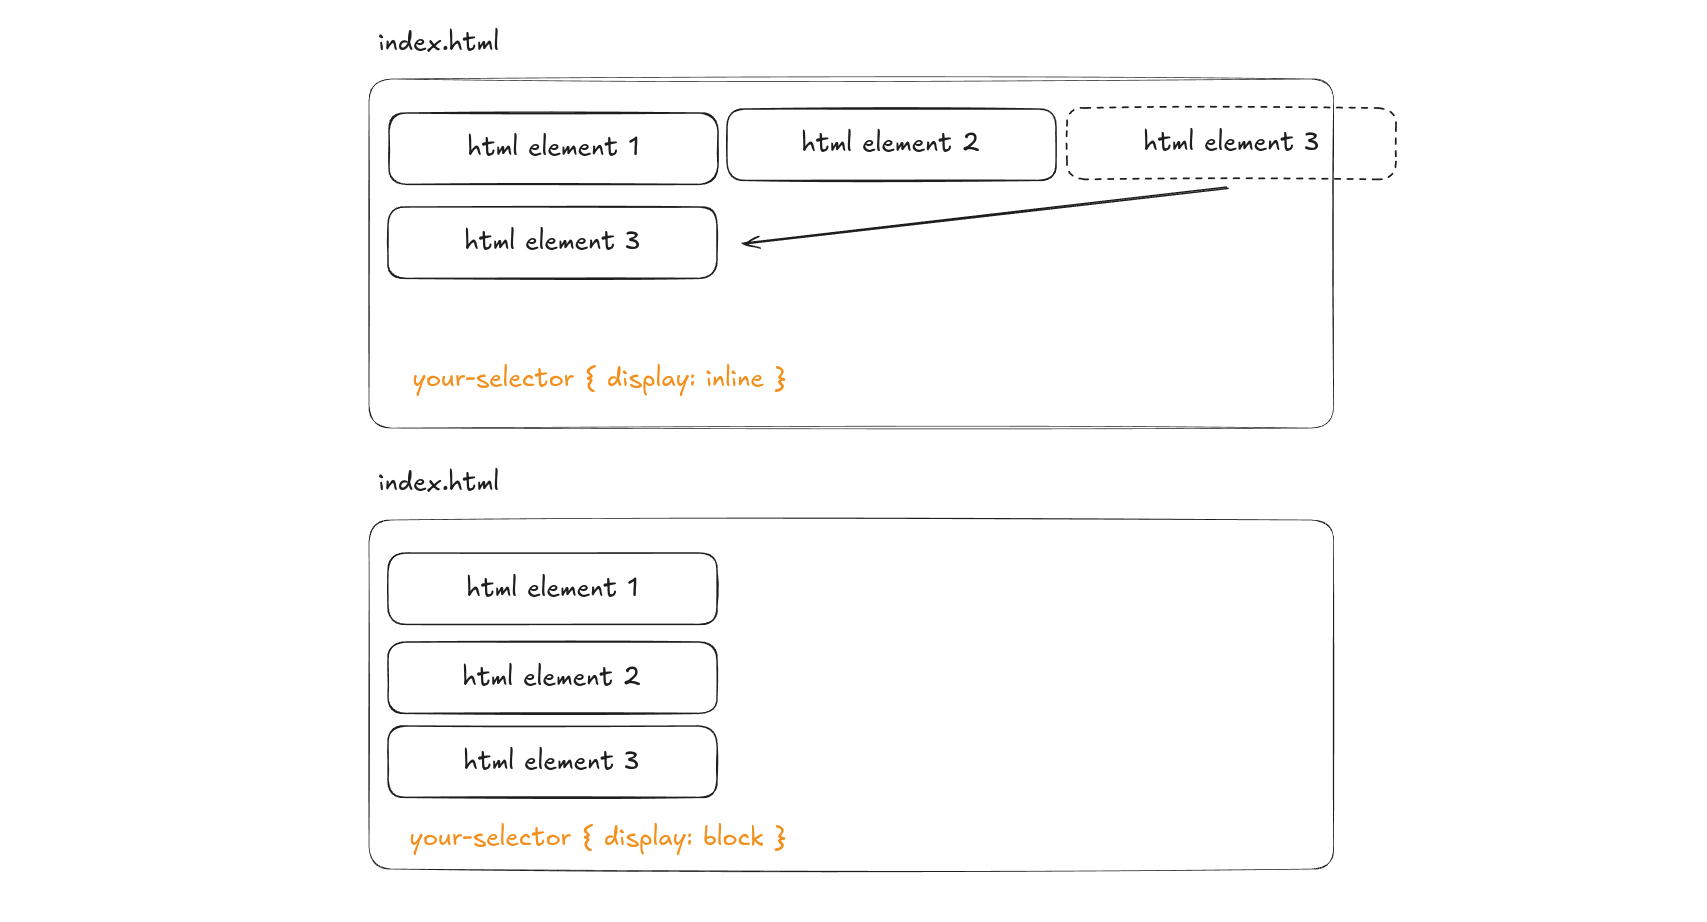 index.html
html element 1
html element 2
html element 3
html element 3
your-selector { display: inline }
index.html
html element 1
html element 2
html element 3
your-selector { display: block }